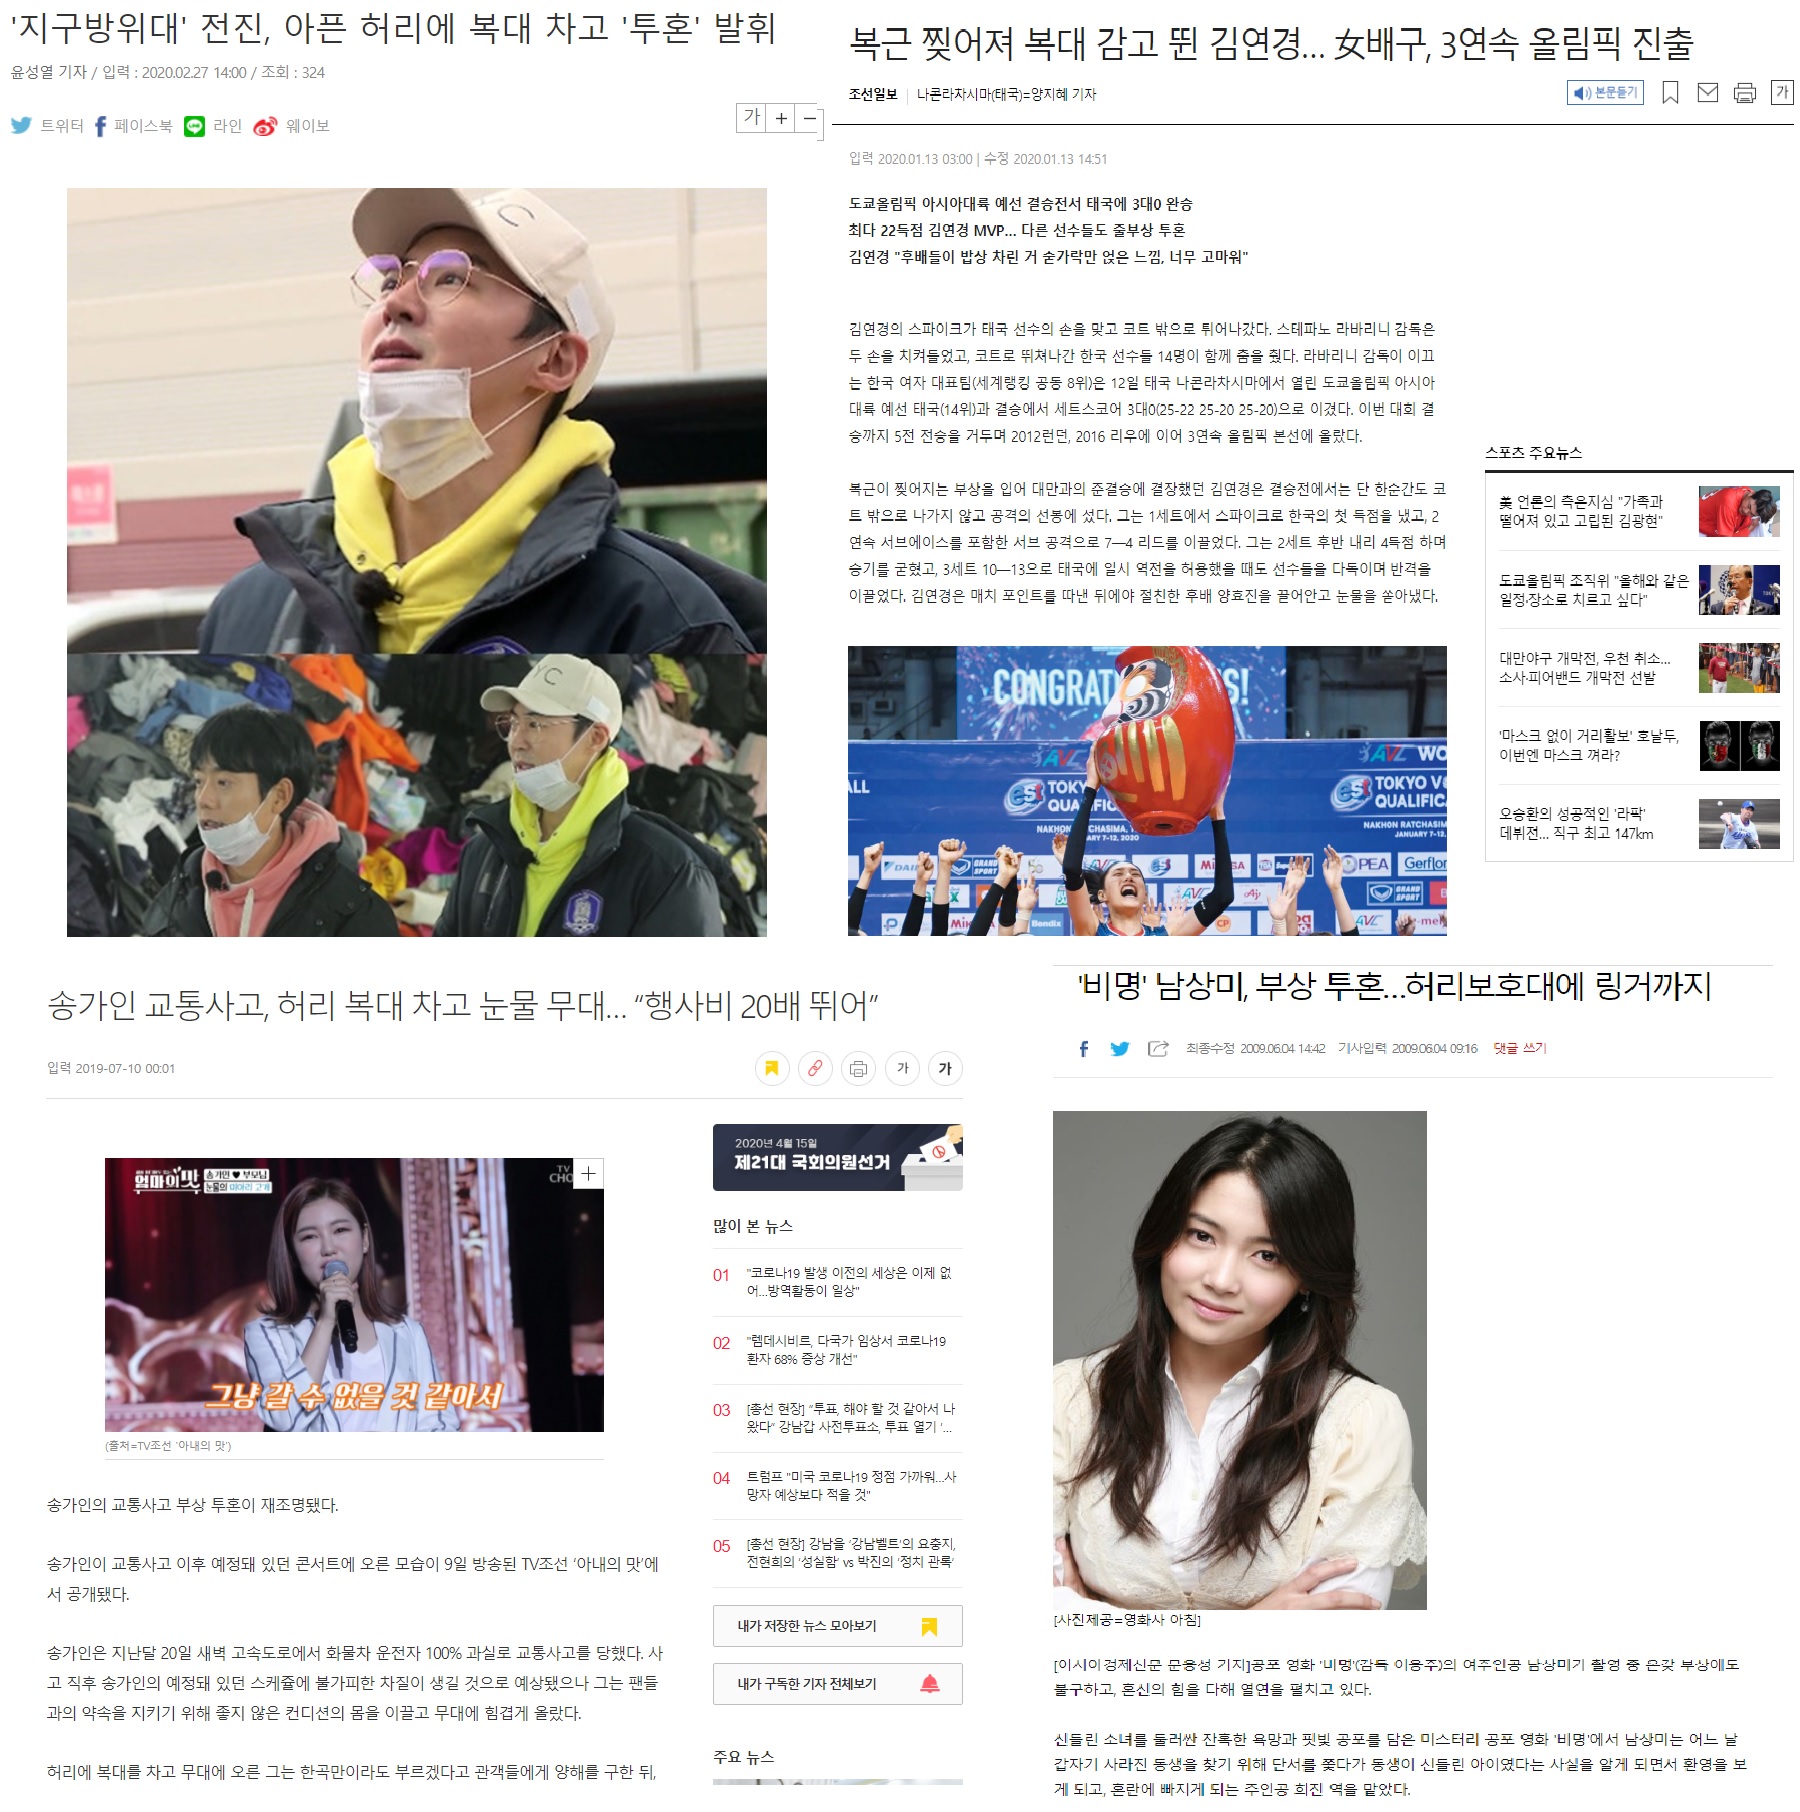 '지구방위대' 전진, 아픈 허리에 복대 차고 '투혼' 발휘
윤성열 기자 / 입력 : 2020.02.27 14:00 / 조회 : 324
트위터 페이스북 라인 웨이보
가 + −
복근 찢어져 복대 감고 뛴 김연경... 女배구, 3연속 올림픽 진출
조선일보 | 나콘라차시마(태국)=양지혜 기자
본문듣기 가
입력 2020.01.13 03:00 | 수정 2020.01.13 14:51
도쿄올림픽 아시아대륙 예선 결승전서 태국에 3대0 완승
최다 22득점 김연경 MVP... 다른 선수들도 줄부상 투혼
김연경 "후배들이 밥상 차린 거 숟가락만 얹은 느낌, 너무 고마워"
김연경의 스파이크가 태국 선수의 손을 맞고 코트 밖으로 튀어나갔다. 스테파노 라바리니 감독은
두 손을 치켜들었고, 코트로 뛰쳐나간 한국 선수들 14명이 함께 춤을 췄다. 라바리니 감독이 이끄
는 한국 여자 대표팀(세계랭킹 공동 8위)은 12일 태국 나콘라차시마에서 열린 도쿄올림픽 아시아
대륙 예선 태국(14위)과 결승에서 세트스코어 3대0(25-22 25-20 25-20)으로 이겼다. 이번 대회 결
승까지 5전 전승을 거두며 2012런던, 2016 리우에 이어 3연속 올림픽 본선에 올랐다.
복근이 찢어지는 부상을 입어 대만과의 준결승에 결장했던 김연경은 결승전에서는 단 한순간도 코
트 밖으로 나가지 않고 공격의 선봉에 섰다. 그는 1세트에서 스파이크로 한국의 첫 득점을 냈고, 2
연속 서브에이스를 포함한 서브 공격으로 7—4 리드를 이끌었다. 그는 2세트 후반 내리 4득점 하며
승기를 굳혔고, 3세트 10—13으로 태국에 일시 역전을 허용했을 때도 선수들을 다독이며 반격을
이끌었다. 김연경은 매치 포인트를 따낸 뒤에야 절친한 후배 양효진을 끌어안고 눈물을 쏟아냈다.
CONGRAT S!
AVC WO
TOKYO V
QUALIFICA
NAKHON RATCHASIMA,
JANUARY 7-12, 2020
NAKHON RATCHASIMA
JANUARY 7-12,
DAIK GRAND SPORT MIKASA PEA Gerflor
Bendix CP AVC
스포츠 주요뉴스
美 언론의 측은지심 "가족과
떨어져 있고 고립된 김광현"
도쿄올림픽 조직위 "올해와 같은
일정·장소로 치르고 싶다"
대만야구 개막전, 우천 취소...
소사·피어밴드 개막전 선발
'마스크 없이 거리활보' 호날두,
이번엔 마스크 껴라?
오승환의 성공적인 '라팍'
데뷔전... 직구 최고 147km
송가인 교통사고, 허리 복대 차고 눈물 무대… “행사비 20배 뛰어”
입력 2019-07-10 00:01
가 가
엄마의 맛 송가인 ♥ 부모님
눈물의 미아리 고개
TV
CHO +
그냥 갈 수 없을 것 같아서
(출처=TV조선 '아내의 맛')
송가인의 교통사고 부상 투혼이 재조명됐다.
송가인이 교통사고 이후 예정돼 있던 콘서트에 오른 모습이 9일 방송된 TV조선 ‘아내의 맛’에
서 공개됐다.
송가인은 지난달 20일 새벽 고속도로에서 화물차 운전자 100% 과실로 교통사고를 당했다. 사
고 직후 송가인의 예정돼 있던 스케쥴에 불가피한 차질이 생길 것으로 예상됐으나 그는 팬들
과의 약속을 지키기 위해 좋지 않은 컨디션의 몸을 이끌고 무대에 힘겹게 올랐다.
허리에 복대를 차고 무대에 오른 그는 한곡만이라도 부르겠다고 관객들에게 양해를 구한 뒤,
2020년 4월 15일
제21대 국회의원선거
많이 본 뉴스
01 "코로나19 발생 이전의 세상은 이제 없
어...방역활동이 일상"
02 "렘데시비르, 다국가 임상서 코로나19
환자 68% 증상 개선"
03 [총선 현장] “투표, 해야 할 것 같아서 나
왔다” 강남갑 사전투표소, 투표 열기 ‘...
04 트럼프 "미국 코로나19 정점 가까워…사
망자 예상보다 적을 것"
05 [총선 현장] 강남을 ‘강남벨트’의 요충지,
전현희의 ‘성실함’ vs 박진의 ‘정치 관록’
내가 저장한 뉴스 모아보기
내가 구독한 기자 전체보기
주요 뉴스
'비명' 남상미, 부상 투혼...허리보호대에 링거까지
최종수정 2009.06.04 14:42 기사입력 2009.06.04 09:16 댓글 쓰기
[사진제공=영화사 아침]
[아시아경제신문 문용성 기자]공포 영화 '비명'(감독 이용주)의 여주인공 남상미가 촬영 중 온갖 부상에도
불구하고, 혼신의 힘을 다해 열연을 펼치고 있다.
신들린 소녀를 둘러싼 잔혹한 욕망과 핏빛 공포를 담은 미스터리 공포 영화 '비명'에서 남상미는 어느 날
갑자기 사라진 동생을 찾기 위해 단서를 쫓다가 동생이 신들린 아이였다는 사실을 알게 되면서 환영을 보
게 되고, 혼란에 빠지게 되는 주인공 희진 역을 맡았다.